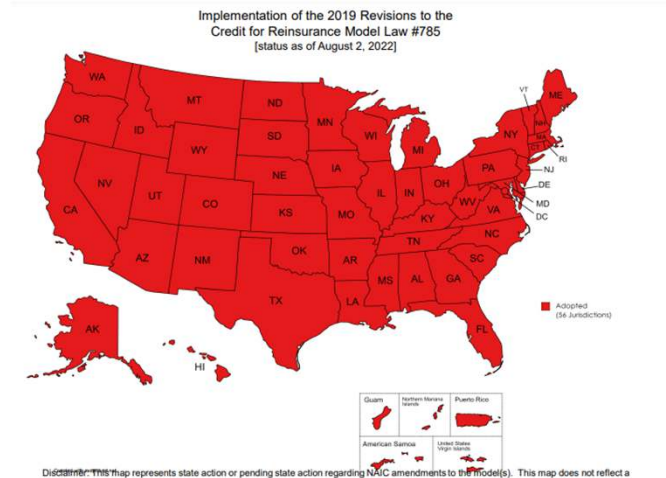 Implementation of the 2019 Revisions to the
Credit for Reinsurance Model Law #785
[status as of August 2, 2022]
WA
MT
ND
MN
VT
ME
OR
ID
SD
WI
MI
NY
NH
MA
CT
RI
WY
NE
IA
PA
NJ
NV
UT
CO
IL
IN
OH
DE
MD
DC
CA
KS
MO
KY
WV
VA
AZ
NM
OK
AR
TN
NC
SC
TX
LA
MS
AL
GA
FL
AK
HI
Adopted
(56 Jurisdictions)
Guam
Northern Mariana
Islands
Puerto Rico
American Samoa
United States
Virgin Islands
Disclaimer: This map represents state action or pending state action regarding NAIC amendments to the model(s). This map does not reflect a